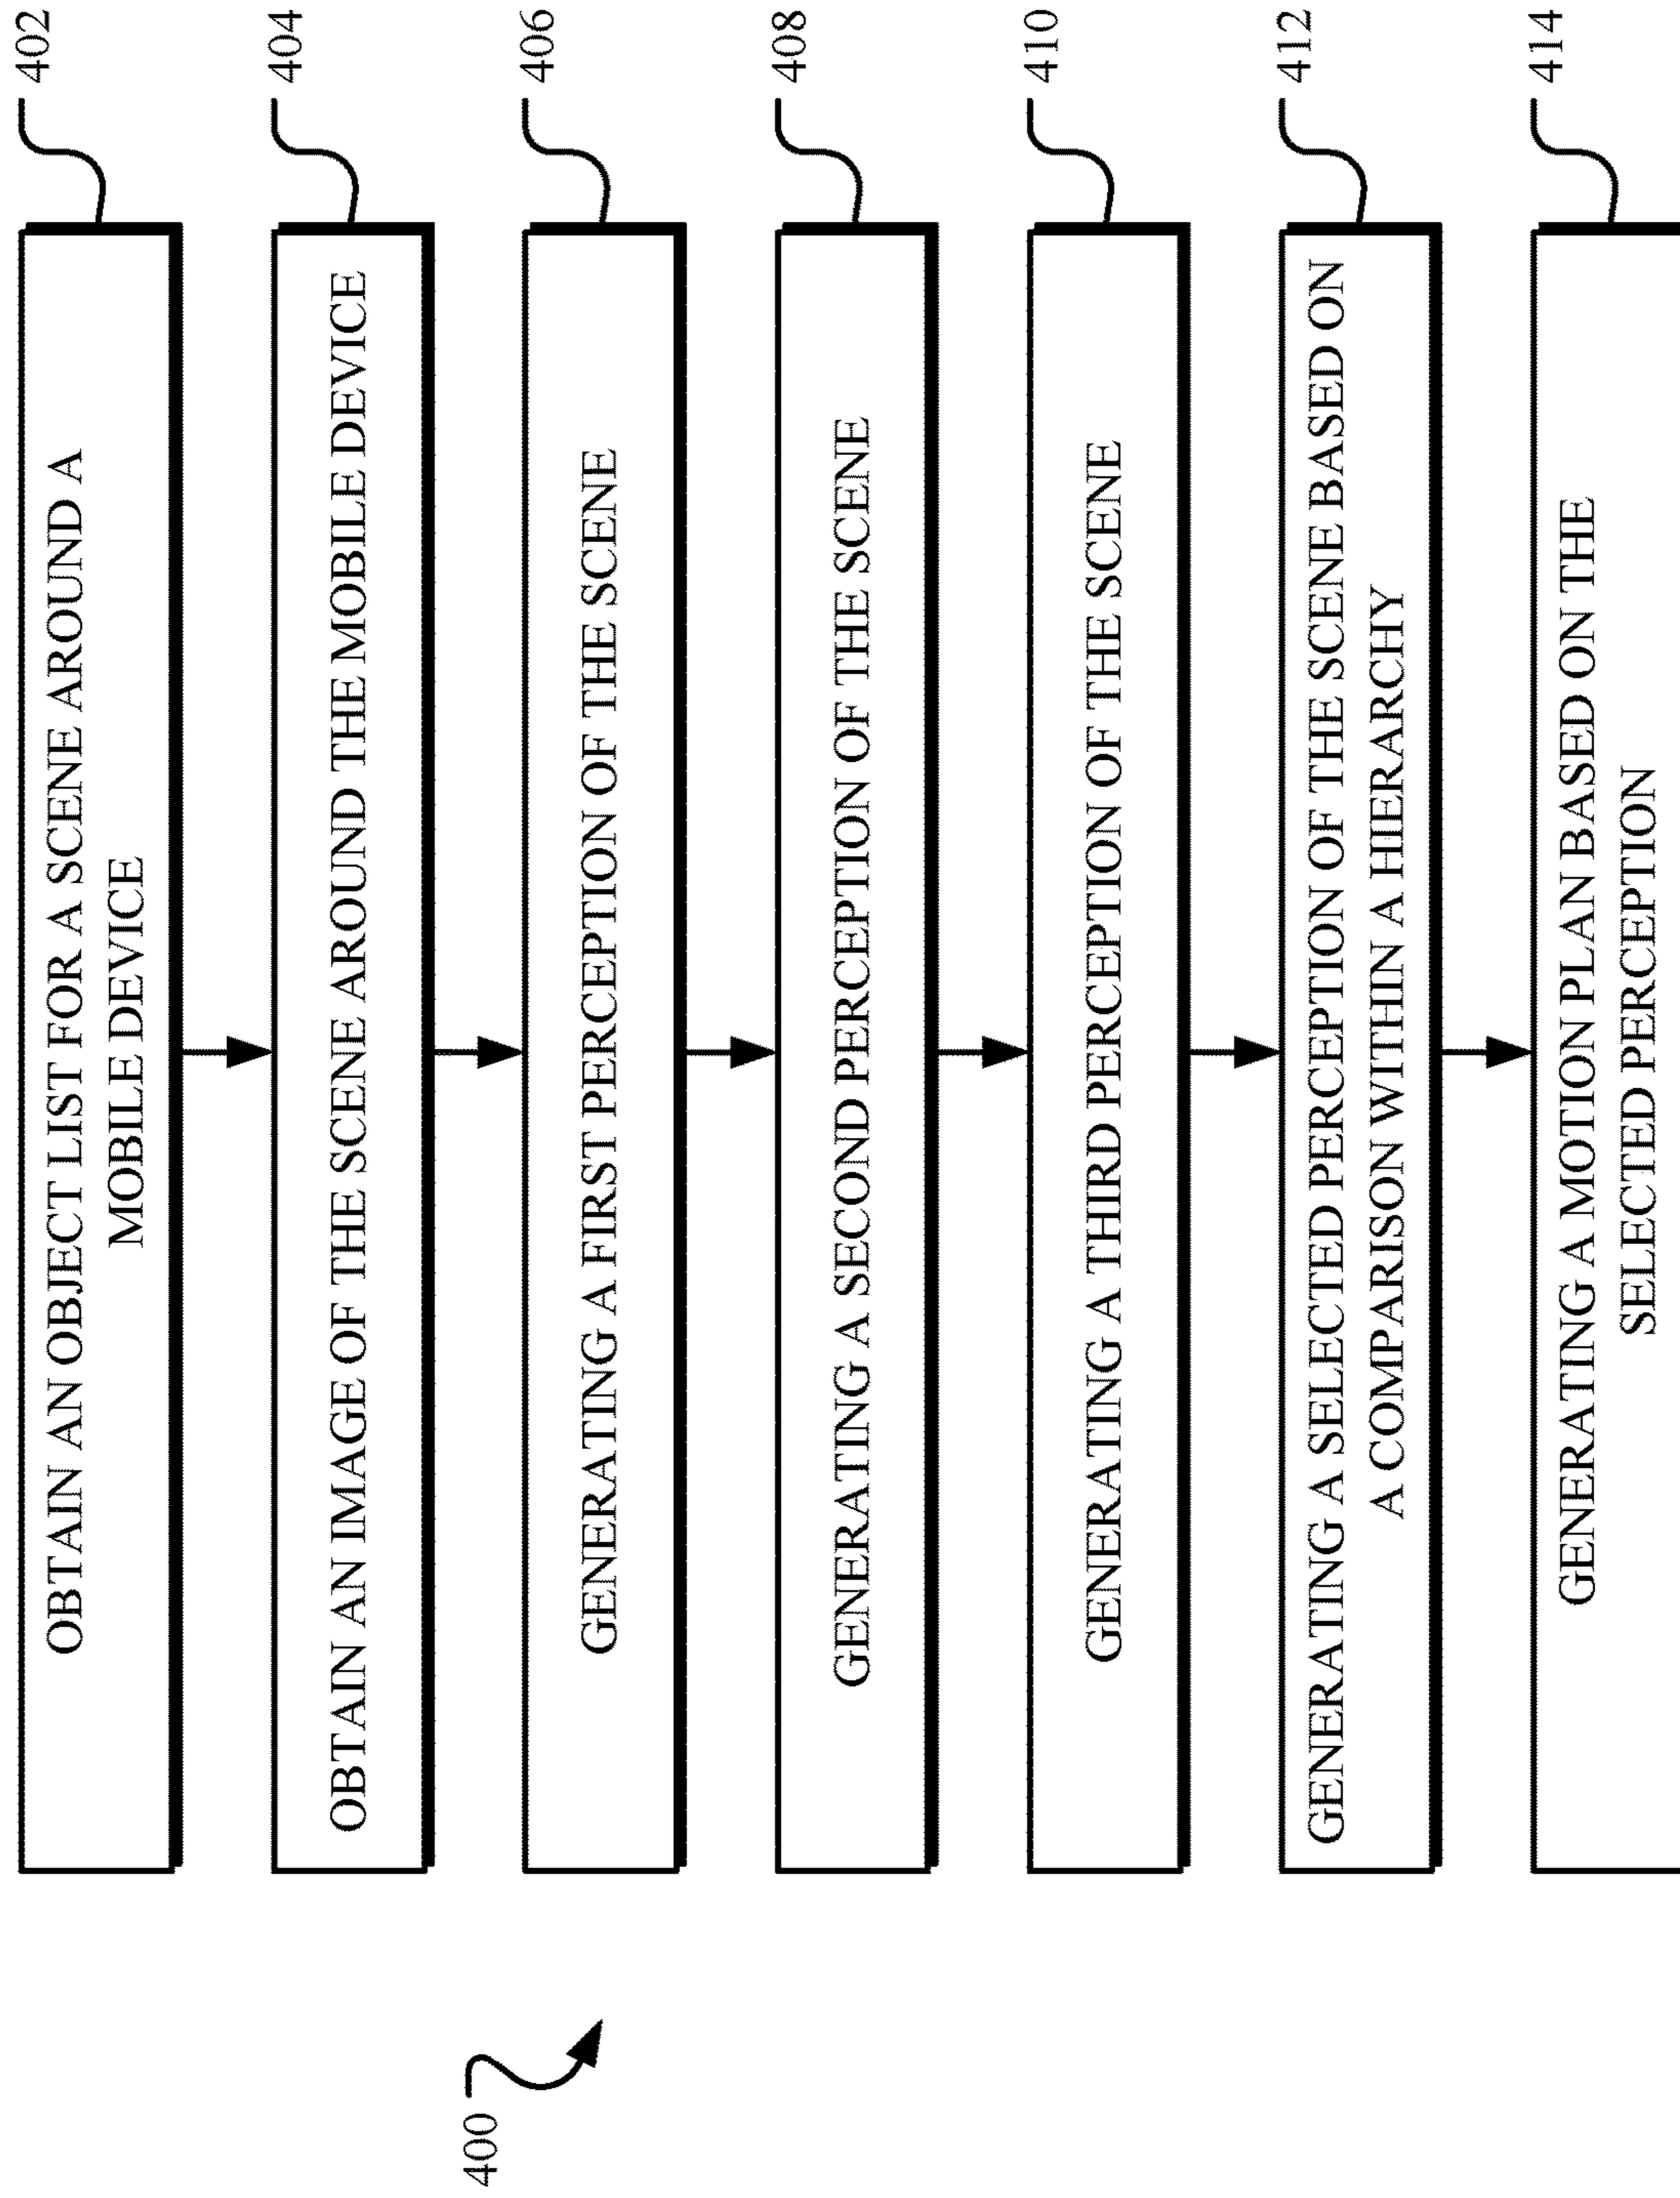 400
OBTAIN AN OBJECT LIST FOR A SCENE AROUND A
MOBILE DEVICE
402
OBTAIN AN IMAGE OF THE SCENE AROUND THE MOBILE DEVICE
404
GENERATING A FIRST PERCEPTION OF THE SCENE
406
GENERATING A SECOND PERCEPTION OF THE SCENE
408
GENERATING A THIRD PERCEPTION OF THE SCENE
410
GENERATING A SELECTED PERCEPTION OF THE SCENE BASED ON
A COMPARISON WITHIN A HIERARCHY
412
GENERATING A MOTION PLAN BASED ON THE
SELECTED PERCEPTION
414